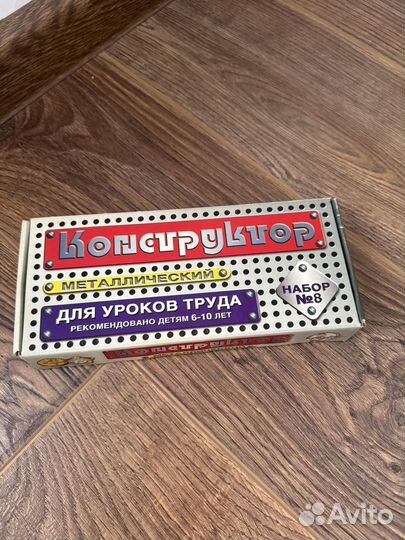 Конструктор
МЕТАЛЛИЧЕСКИЙ
ДЛЯ УРОКОВ ТРУДА
РЕКОМЕНДОВАНО ДЕТЯМ 6-10 ЛЕТ
НАБОР
№8
Конструктор
Avito